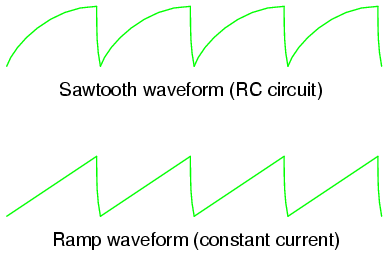 Sawtooth waveform (RC circuit)
Ramp waveform (constant current)